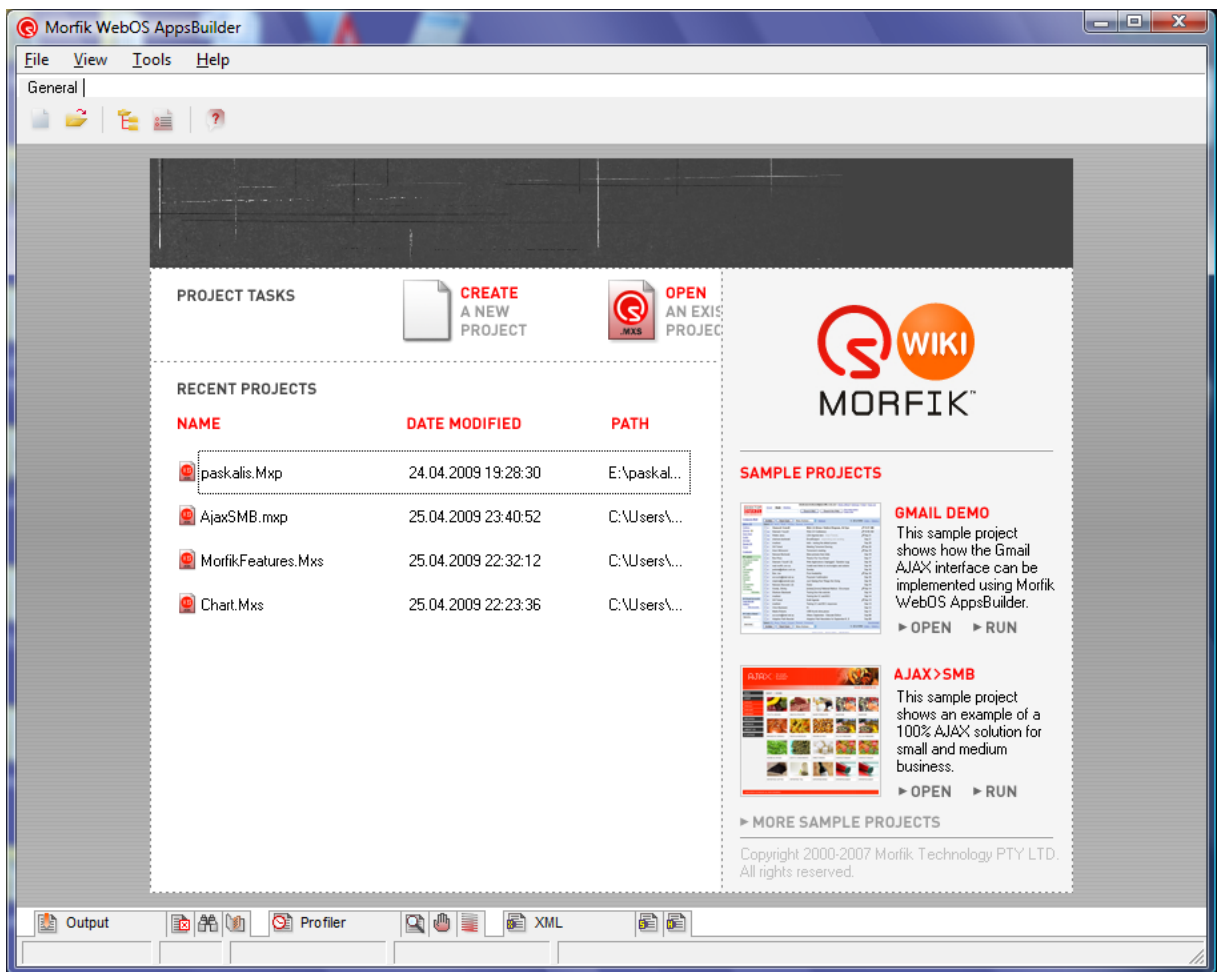 Morfik WebOS AppsBuilder
File View Tools Help
General
PROJECT TASKS
CREATE
A NEW
PROJECT
.MXS
OPEN
AN EXIS
PROJEC
RECENT PROJECTS
NAME DATE MODIFIED PATH
paskalis.Mxp 24.04.2009 19:28:30 E:\paskal...
AjaxSMB.mxp 25.04.2009 23:40:52 C:\Users\...
MorfikFeatures.Mxs 25.04.2009 22:32:12 C:\Users\...
Chart.Mxs 25.04.2009 22:23:36 C:\Users\...
WIKI
MORFIK™
SAMPLE PROJECTS
GMAIL DEMO
This sample project
shows how the Gmail
AJAX interface can be
implemented using Morfik
WebOS AppsBuilder.
OPEN RUN
AJAX>SMB
This sample project
shows an example of a
100% AJAX solution for
small and medium
business.
OPEN RUN
MORE SAMPLE PROJECTS
Copyright 2000-2007 Morfik Technology PTY LTD.
All rights reserved.
Output Profiler XML